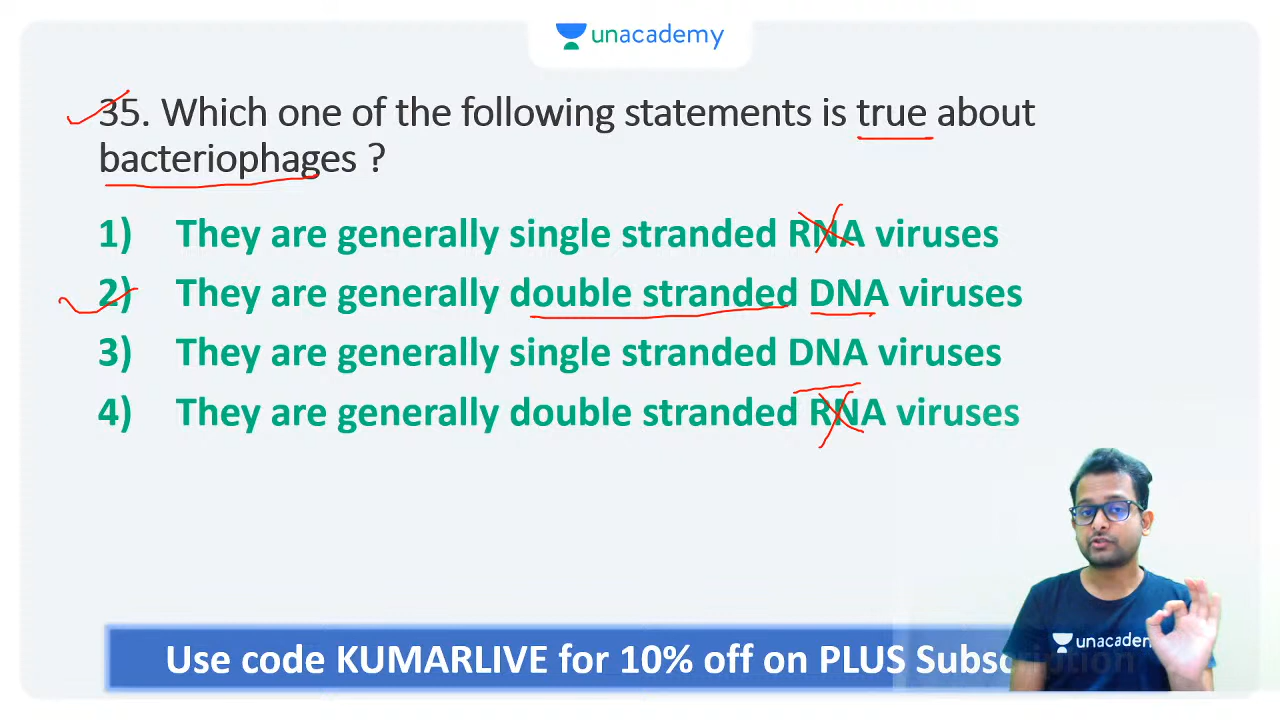 unacademy
35. Which one of the following statements is true about
bacteriophages ?
1) They are generally single stranded RNA viruses
2) They are generally double stranded DNA viruses
3) They are generally single stranded DNA viruses
4) They are generally double stranded RNA viruses
unacademy
Use code KUMARLIVE for 10% off on PLUS Subscription